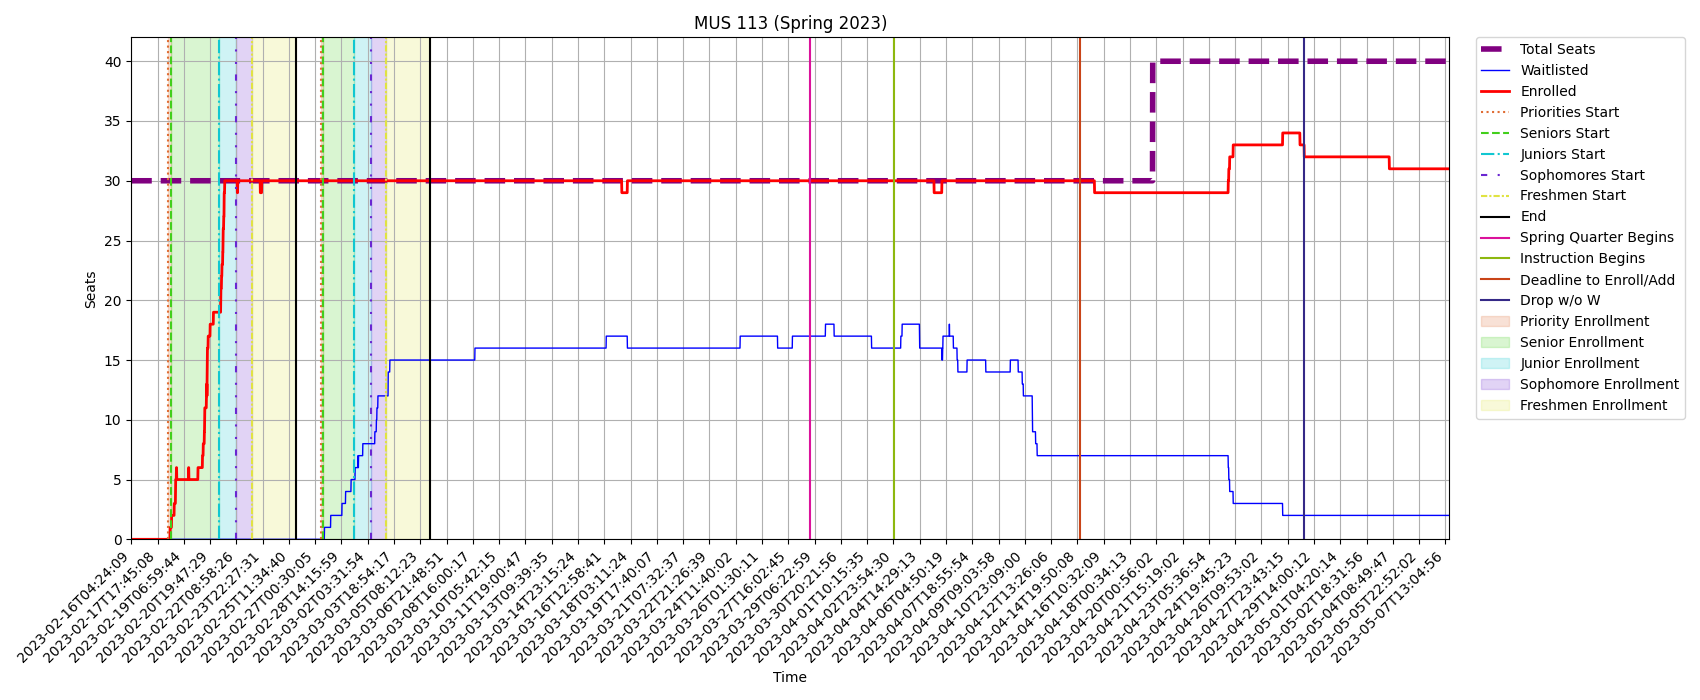 MUS 113 (Spring 2023)
Seats
40
35
30
25
20
15
10
5
0
2023-02-16T04:24:09
2023-02-17T17:45:08
2023-02-19T06:59:44
2023-02-20T19:47:29
2023-02-22T08:58:26
2023-02-23T22:27:31
2023-02-25T11:34:40
2023-02-27T00:30:05
2023-02-28T14:15:59
2023-03-02T03:31:54
2023-03-03T18:54:17
2023-03-05T08:12:23
2023-03-06T21:48:51
2023-03-08T16:00:17
2023-03-10T05:42:15
2023-03-11T19:00:47
2023-03-13T09:39:35
2023-03-14T23:15:24
2023-03-16T12:58:41
2023-03-18T03:11:24
2023-03-19T17:40:07
2023-03-21T07:32:37
2023-03-22T21:26:39
2023-03-24T11:40:02
2023-03-26T01:30:11
2023-03-27T16:02:45
2023-03-29T06:22:59
2023-03-30T20:21:56
2023-04-01T10:15:35
2023-04-02T23:54:30
2023-04-04T14:29:13
2023-04-06T04:50:19
2023-04-07T18:55:54
2023-04-09T09:03:58
2023-04-10T23:09:00
2023-04-12T13:26:06
2023-04-14T19:50:08
2023-04-16T10:32:09
2023-04-18T00:34:13
2023-04-20T00:56:02
2023-04-21T15:19:02
2023-04-23T05:36:54
2023-04-24T19:45:23
2023-04-26T09:53:02
2023-04-27T23:43:15
2023-04-29T14:00:12
2023-05-01T04:20:14
2023-05-02T18:31:56
2023-05-04T08:49:47
2023-05-05T22:52:02
2023-05-07T13:04:56
Time
Total Seats
Waitlisted
Enrolled
Priorities Start
Seniors Start
Juniors Start
Sophomores Start
Freshmen Start
End
Spring Quarter Begins
Instruction Begins
Deadline to Enroll/Add
Drop w/o W
Priority Enrollment
Senior Enrollment
Junior Enrollment
Sophomore Enrollment
Freshmen Enrollment